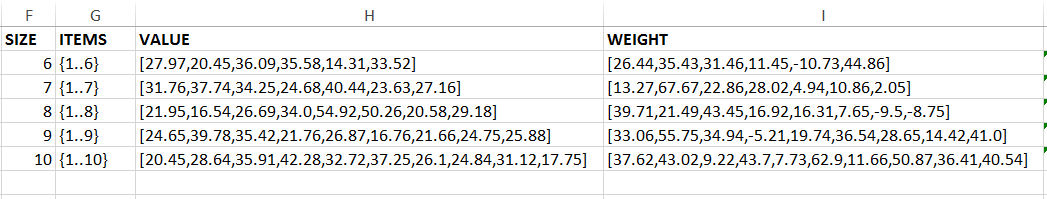 F G H I
SIZE ITEMS VALUE WEIGHT
6 {1..6} [27.97,20.45,36.09,35.58,14.31,33.52] [26.44,35.43,31.46,11.45,-10.73,44.86]
7 {1..7} [31.76,37.74,34.25,24.68,40.44,23.63,27.16] [13.27,67.67,22.86,28.02,4.94,10.86,2.05]
8 {1..8} [21.95,16.54,26.69,34.0,54.92,50.26,20.58,29.18] [39.71,21.49,43.45,16.92,16.31,7.65,-9.5,-8.75]
9 {1..9} [24.65,39.78,35.42,21.76,26.87,16.76,21.66,24.75,25.88] [33.06,55.75,34.94,-5.21,19.74,36.54,28.65,14.42,41.0]
10 {1..10} [20.45,28.64,35.91,42.28,32.72,37.25,26.1,24.84,31.12,17.75] [37.62,43.02,9.22,43.7,7.73,62.9,11.66,50.87,36.41,40.54]